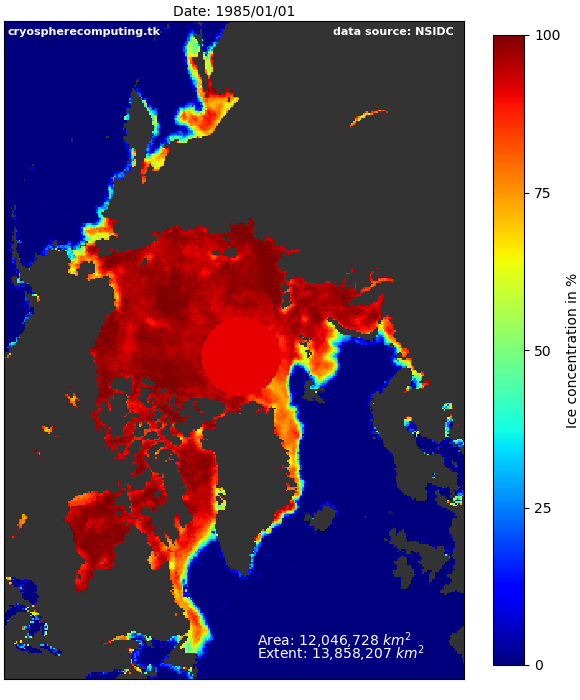 Date: 1985/01/01
cryospherecomputing.tk
data source: NSIDC
100
75
50
25
0
Ice concentration in %
Area: 12,046,728 km²
Extent: 13,858,207 km²